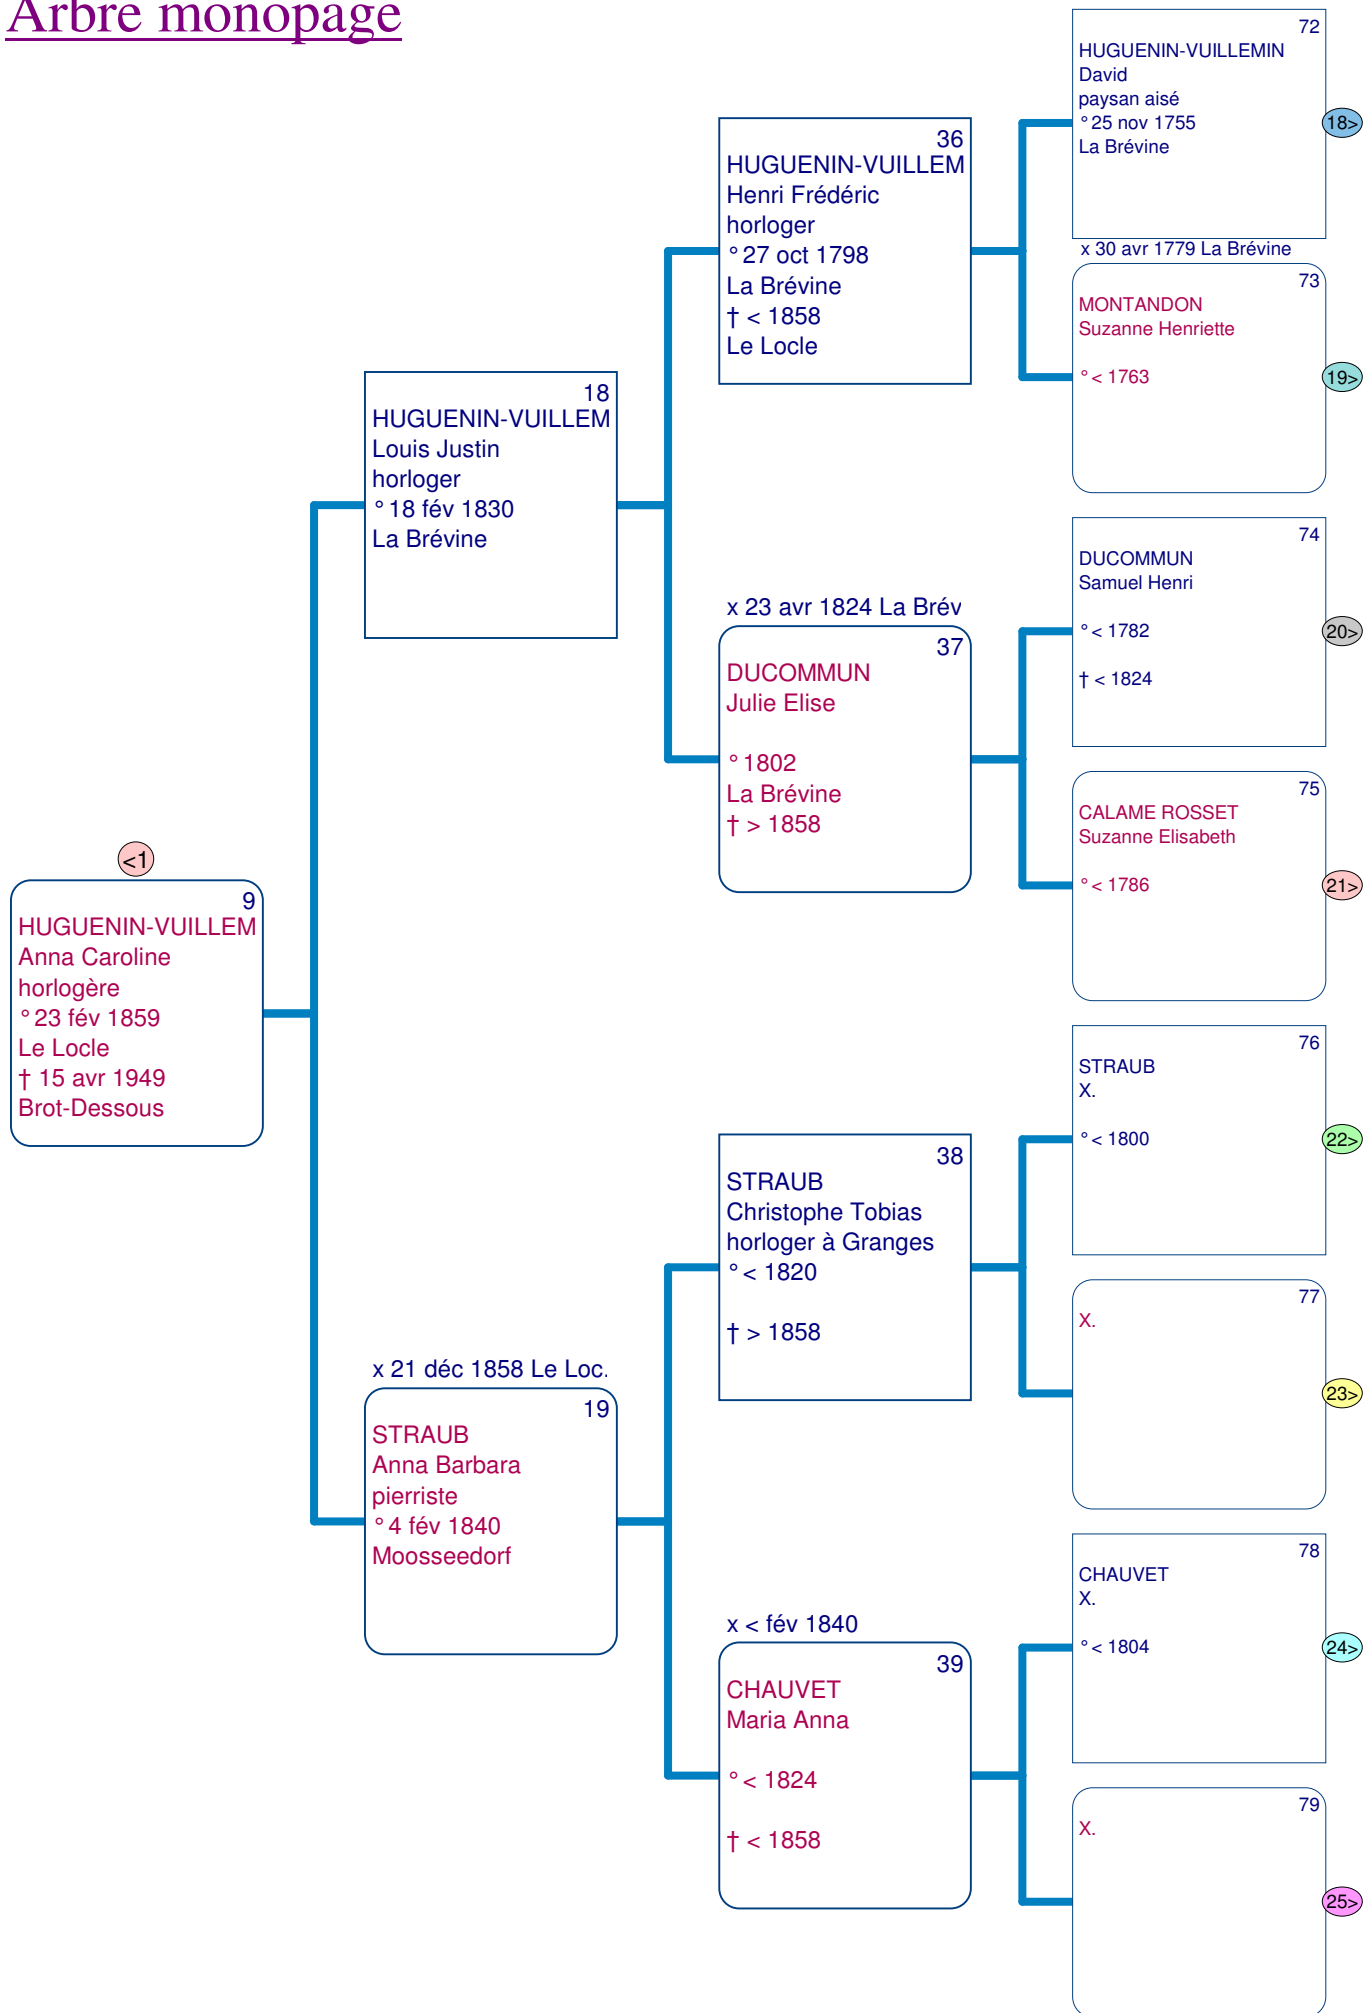 Arbre monopage
<1
9
HUGUENIN-VUILLEM
Anna Caroline
horlogère
° 23 fév 1859
Le Locle
† 15 avr 1949
Brot-Dessous
18
HUGUENIN-VUILLEM
Louis Justin
horloger
° 18 fév 1830
La Brévine
x 21 déc 1858 Le Loc.
19
STRAUB
Anna Barbara
pierriste
° 4 fév 1840
Moosseedorf
36
HUGUENIN-VUILLEM
Henri Frédéric
horloger
° 27 oct 1798
La Brévine
† < 1858
Le Locle
x 23 avr 1824 La Brév
37
DUCOMMUN
Julie Elise
° 1802
La Brévine
† > 1858
38
STRAUB
Christophe Tobias
horloger à Granges
° < 1820
† > 1858
x < fév 1840
39
CHAUVET
Maria Anna
° < 1824
† < 1858
72
HUGUENIN-VUILLEMIN
David
paysan aisé
° 25 nov 1755
La Brévine
18>
x 30 avr 1779 La Brévine
73
MONTANDON
Suzanne Henriette
° < 1763
19>
74
DUCOMMUN
Samuel Henri
° < 1782
† < 1824
20>
75
CALAME ROSSET
Suzanne Elisabeth
° < 1786
21>
76
STRAUB
X.
° < 1800
22>
77
X.
23>
78
CHAUVET
X.
° < 1804
24>
79
X.
25>